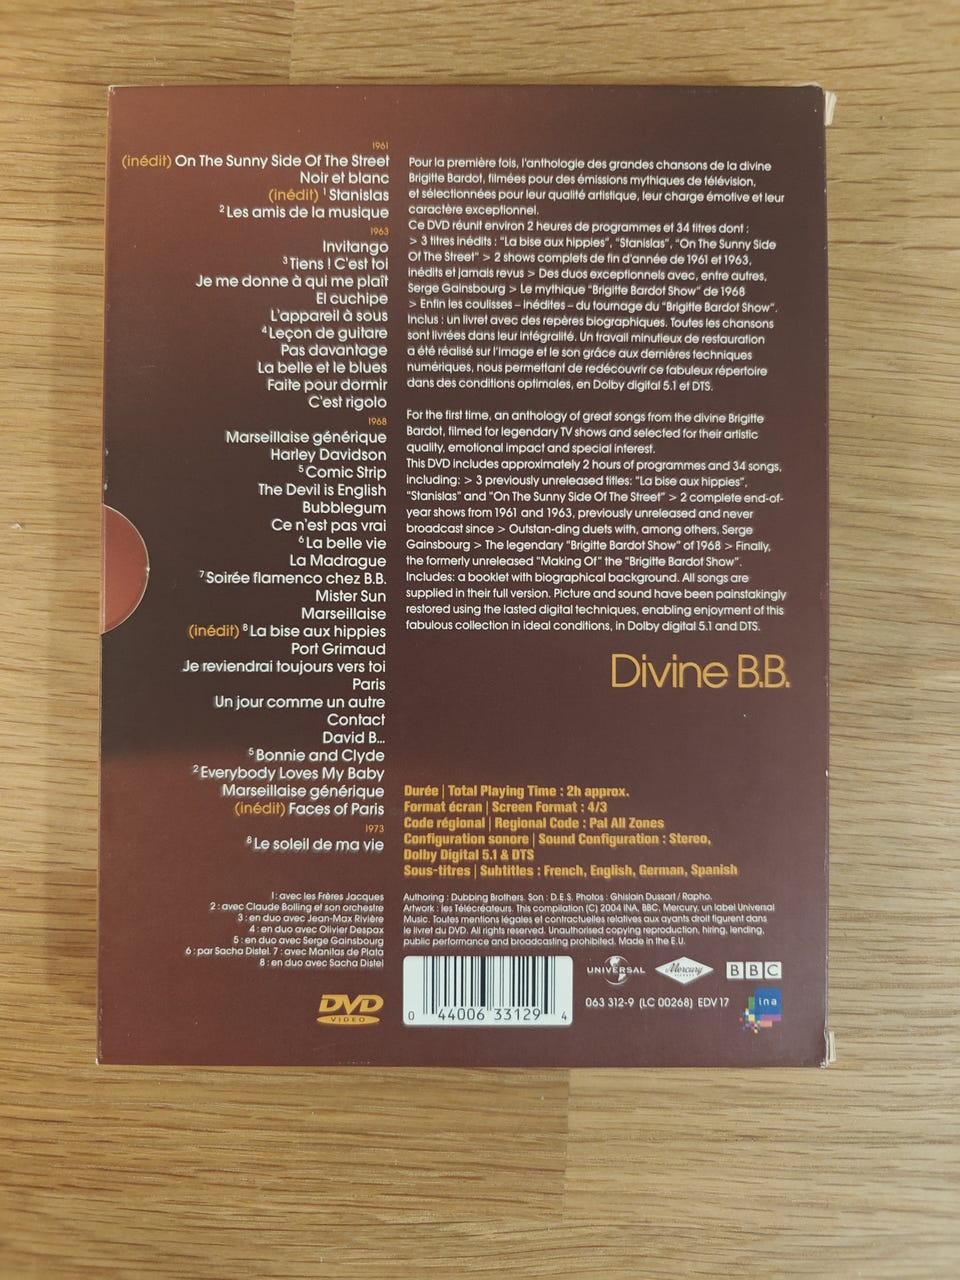 1961
(inédit) On The Sunny Side Of The Street
Noir et blanc
(inédit) 1 Stanislas
2 Les amis de la musique
1963
Invitango
3 Tiens ! C'est toi
Je me donne à qui me plaît
El cuchipe
L'appareil à sous
4 Leçon de guitare
Pas davantage
La belle et le blues
Faite pour dormir
C'est rigolo
1968
Marseillaise générique
Harley Davidson
5 Comic Strip
The Devil is English
Bubblegum
Ce n'est pas vrai
6 La belle vie
La Madrague
7 Soirée flamenco chez B.B.
Mister Sun
Marseillaise
(inédit) 8 La bise aux hippies
Port Grimaud
Je reviendrai toujours vers toi
Paris
Un jour comme un autre
Contact
David B...
5 Bonnie and Clyde
2 Everybody Loves My Baby
Marseillaise générique
(inédit) Faces of Paris
1973
8 Le soleil de ma vie
1 : avec les Frères Jacques
2 : avec Claude Bolling et son orchestre
3 : en duo avec Jean-Max Rivière
4 : en duo avec Olivier Despax
5 : en duo avec Serge Gainsbourg
6 : par Sacha Distel. 7 : avec Manitas de Plata
8 : en duo avec Sacha Distel
DVD
VIDEO
Pour la première fois, l'anthologie des grandes chansons de la divine
Brigitte Bardot, filmées pour des émissions mythiques de télévision,
et sélectionnées pour leur qualité artistique, leur charge émotive et leur
caractère exceptionnel.
Ce DVD réunit environ 2 heures de programmes et 34 titres dont :
> 3 titres inédits : "La bise aux hippies", "Stanislas", "On The Sunny Side
Of The Street" > 2 shows complets de fin d'année de 1961 et 1963,
inédits et jamais revus > Des duos exceptionnels avec, entre autres,
Serge Gainsbourg > Le mythique "Brigitte Bardot Show" de 1968
> Enfin les coulisses – inédites – du tournage du "Brigitte Bardot Show".
Inclus : un livret avec des repères biographiques. Toutes les chansons
sont livrées dans leur intégralité. Un travail minutieux de restauration
a été réalisé sur l'image et le son grâce aux dernières techniques
numériques, nous permettant de redécouvrir ce fabuleux répertoire
dans des conditions optimales, en Dolby digital 5.1 et DTS.
For the first time, an anthology of great songs from the divine Brigitte
Bardot, filmed for legendary TV shows and selected for their artistic
quality, emotional impact and special interest.
This DVD includes approximately 2 hours of programmes and 34 songs,
including: > 3 previously unreleased titles: "La bise aux hippies",
"Stanislas" and "On The Sunny Side Of The Street" > 2 complete end-of-
year shows from 1961 and 1963, previously unreleased and never
broadcast since > Outstan-ding duets with, among others, Serge
Gainsbourg > The legendary "Brigitte Bardot Show" of 1968 > Finally,
the formerly unreleased "Making Of" the "Brigitte Bardot Show".
Includes: a booklet with biographical background. All songs are
supplied in their full version. Picture and sound have been painstakingly
restored using the lasted digital techniques, enabling enjoyment of this
fabulous collection in ideal conditions, in Dolby digital 5.1 and DTS.
Divine B.B.
Durée | Total Playing Time : 2h approx.
Format écran | Screen Format : 4/3
Code régional | Regional Code : Pal All Zones
Configuration sonore | Sound Configuration : Stereo,
Dolby Digital 5.1 & DTS
Sous-titres | Subtitles : French, English, German, Spanish
Authoring : Dubbing Brothers. Son : D.E.S. Photos : Ghislain Dussart / Rapho.
Artwork : les Télécréateurs. This compilation (C) 2004 INA, BBC, Mercury, un label Universal
Music. Toutes mentions légales et contractuelles relatives aux ayants droit figurent dans
le livret du DVD. All rights reserved. Unauthorised copying reproduction, hiring, lending,
public performance and broadcasting prohibited. Made in the E.U.
0 44006 33129 4
UNIVERSAL
Mercury
BBC
063 312-9 (LC 00268) EDV 17
ina